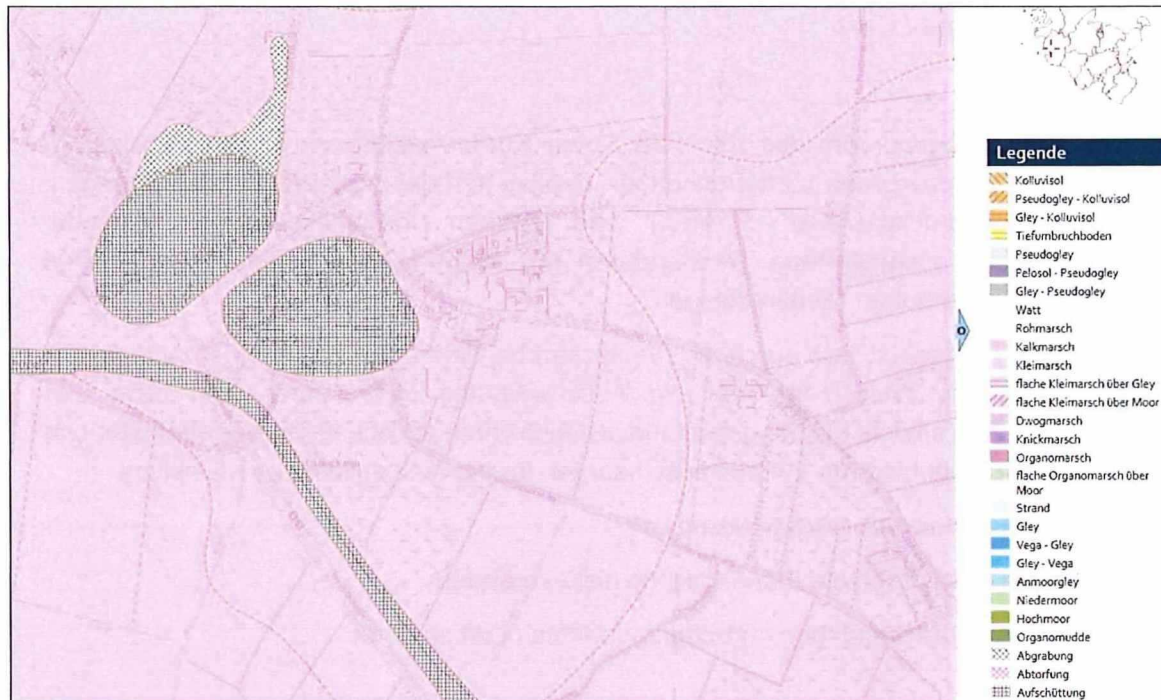 Legende
Kolluvisol
Pseudogley - Kolluvisol
Gley - Kolluvisol
Tiefumbruchboden
Pseudogley
Pelosol - Pseudogley
Gley - Pseudogley
Watt
Rohmarsch
Kalkmarsch
Kleimarsch
flache Kleimarsch über Gley
flache Kleimarsch über Moor
Dwogmarsch
Knickmarsch
Organomarsch
flache Organomarsch über
Moor
Strand
Gley
Vega - Gley
Gley - Vega
Anmoorgley
Niedermoor
Hochmoor
Organomudde
Abgrabung
Abtorfung
Aufschüttung